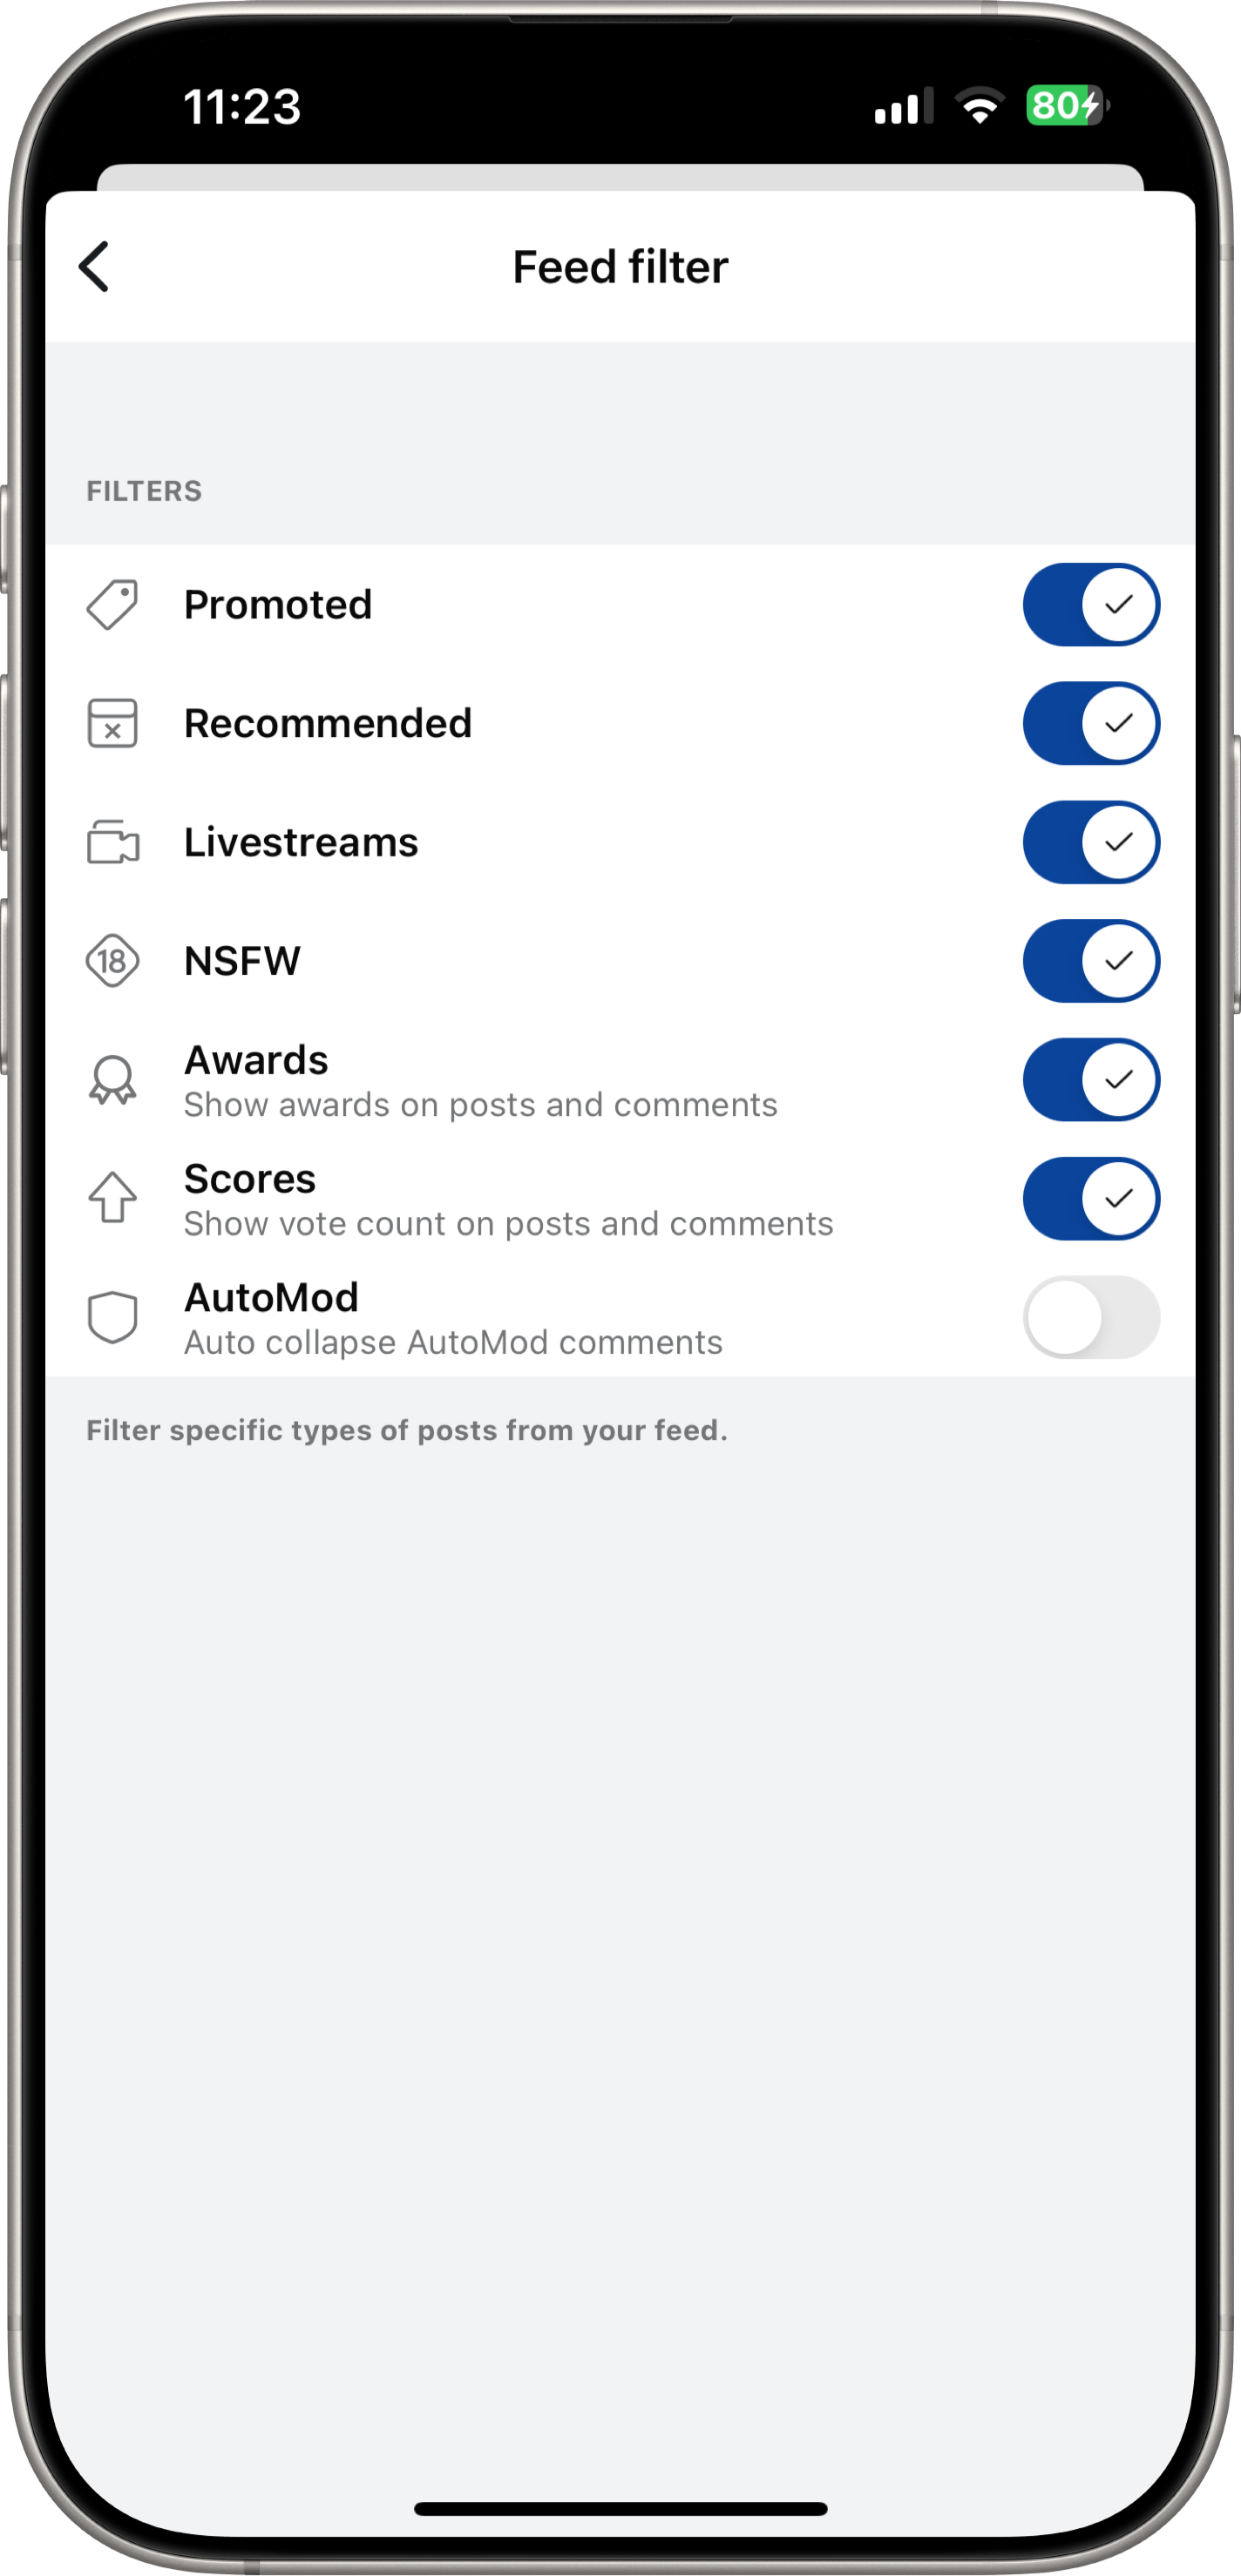 11:23
80
Feed filter
FILTERS
Promoted
Recommended
Livestreams
18
NSFW
Awards
Show awards on posts and comments
Scores
Show vote count on posts and comments
AutoMod
Auto collapse AutoMod comments
Filter specific types of posts from your feed.